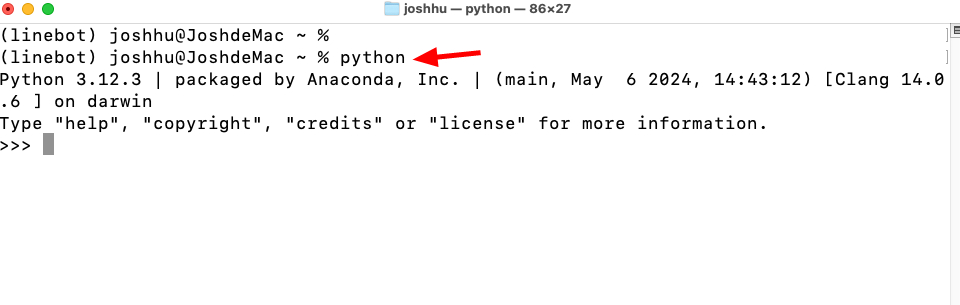 joshhu — python — 86×27
(linebot) joshhu@JoshdeMac ~ %
(linebot) joshhu@JoshdeMac ~ % python
Python 3.12.3 | packaged by Anaconda, Inc. | (main, May  6 2024, 14:43:12) [Clang 14.0
.6 ] on darwin
Type "help", "copyright", "credits" or "license" for more information.
>>>